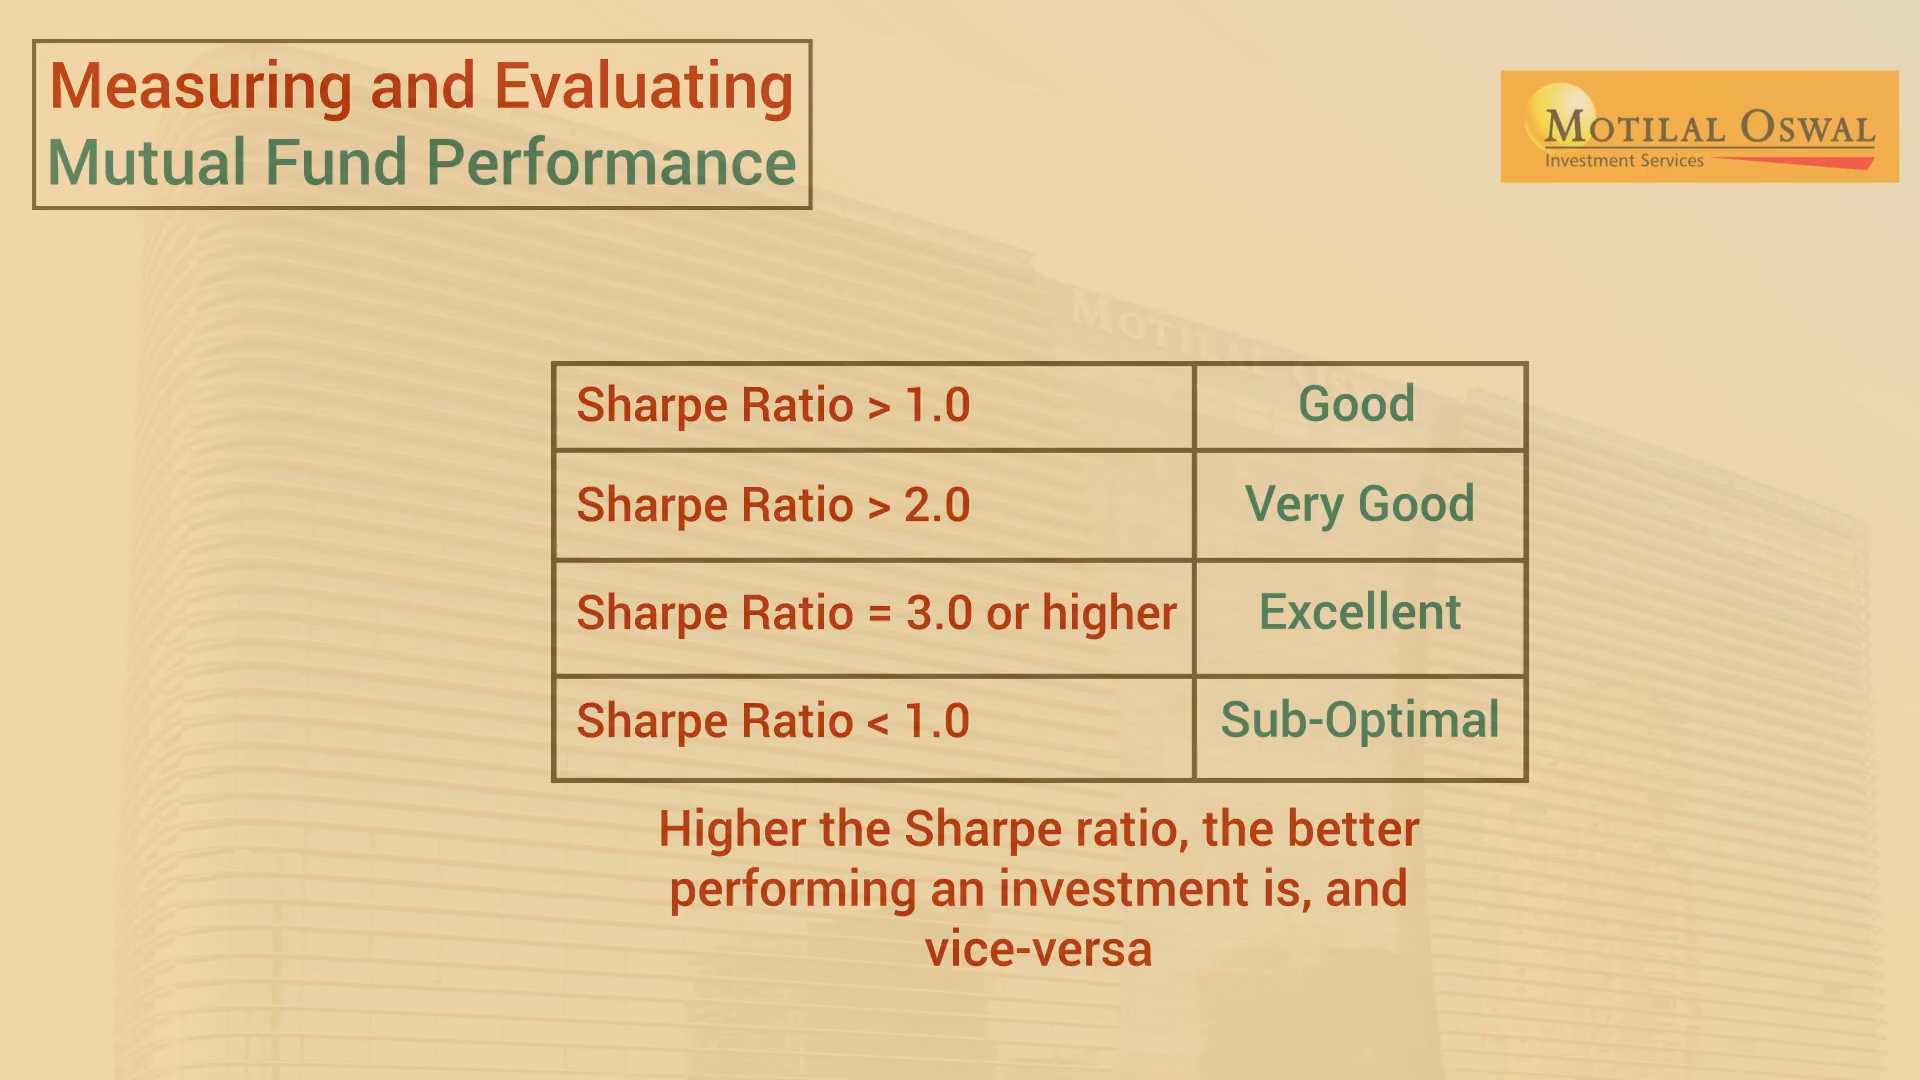 Measuring and Evaluating
Mutual Fund Performance
MOTILAL OSWAL
Investment Services
MOTILAL OSWAL
Sharpe Ratio > 1.0 Good
Sharpe Ratio > 2.0 Very Good
Sharpe Ratio = 3.0 or higher Excellent
Sharpe Ratio < 1.0 Sub-Optimal
Higher the Sharpe ratio, the better
performing an investment is, and
vice-versa